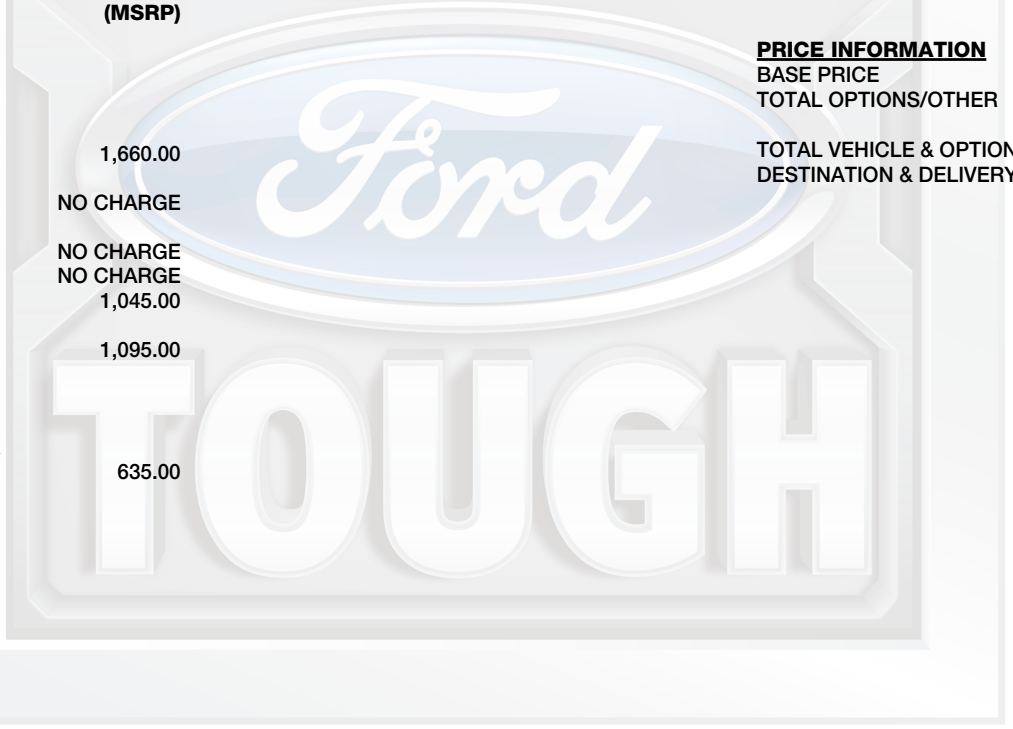 (MSRP)
1,660.00
NO CHARGE
NO CHARGE
NO CHARGE
1,045.00
1,095.00
635.00
PRICE INFORMATION
BASE PRICE
TOTAL OPTIONS/OTHER
TOTAL VEHICLE & OPTION
DESTINATION & DELIVERY
Ford
TOUGH